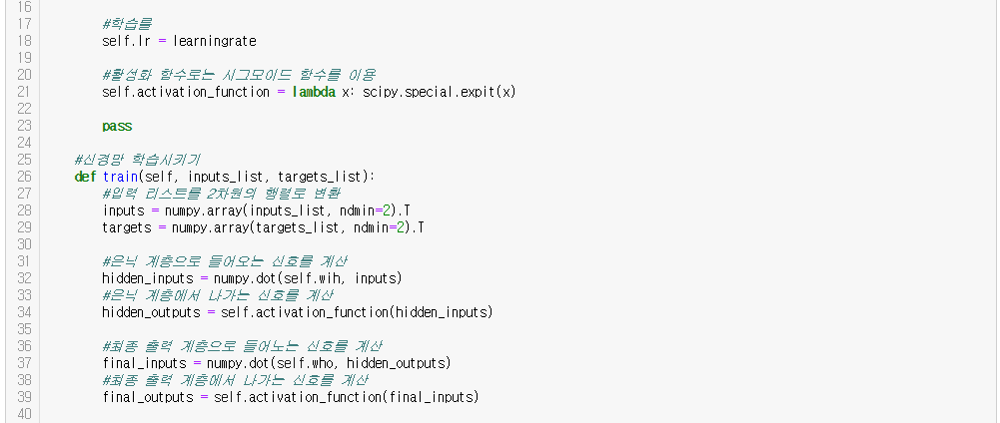 16
17 #학습률
18 self.lr = learningrate
19
20 #활성화 함수로는 시그모이드 함수를 이용
21 self.activation_function = lambda x: scipy.special.expit(x)
22
23 pass
24
25 #신경망 학습시키기
26 def train(self, inputs_list, targets_list):
27 #입력 리스트를 2차원의 행렬로 변환
28 inputs = numpy.array(inputs_list, ndmin=2).T
29 targets = numpy.array(targets_list, ndmin=2).T
30
31 #은닉 계층으로 들어오는 신호를 계산
32 hidden_inputs = numpy.dot(self.wih, inputs)
33 #은닉 계층에서 나가는 신호를 계산
34 hidden_outputs = self.activation_function(hidden_inputs)
35
36 #최종 출력 계층으로 들어노는 신호를 계산
37 final_inputs = numpy.dot(self.who, hidden_outputs)
38 #최종 출력 계층에서 나가는 신호를 계산
39 final_outputs = self.activation_function(final_inputs)
40